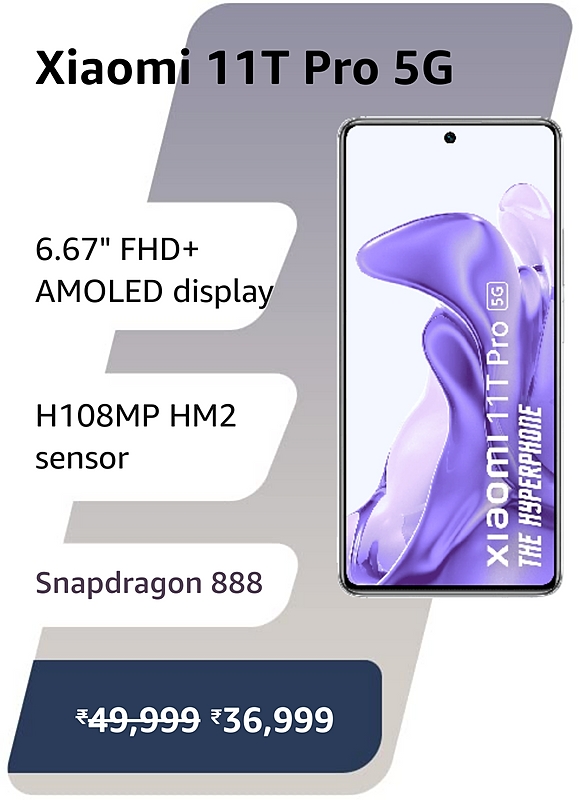 Xiaomi 11T Pro 5G
6.67" FHD+
AMOLED display
H108MP HM2
sensor
Snapdragon 888
Xiaomi 11T Pro 5G
THE HYPERPHONE
₹49,999 ₹36,999